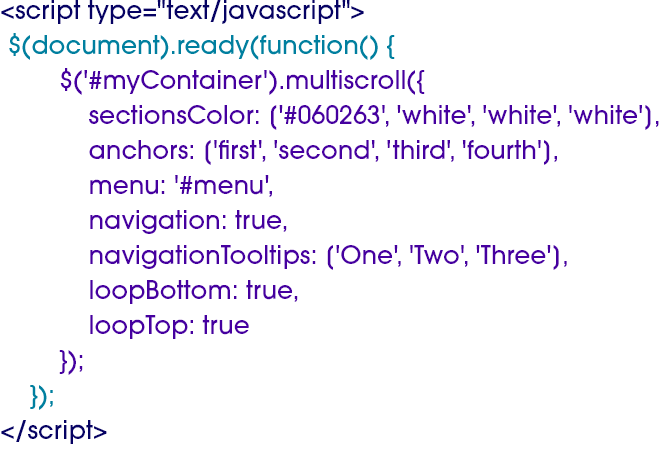 <script type="text/javascript">
$(document).ready(function() {
$('#myContainer').multiscroll({
sectionsColor: ['#060263', 'white', 'white', 'white'],
anchors: ['first', 'second', 'third', 'fourth'],
menu: '#menu',
navigation: true,
navigationTooltips: ['One', 'Two', 'Three'],
loopBottom: true,
loopTop: true
});
});
</script>